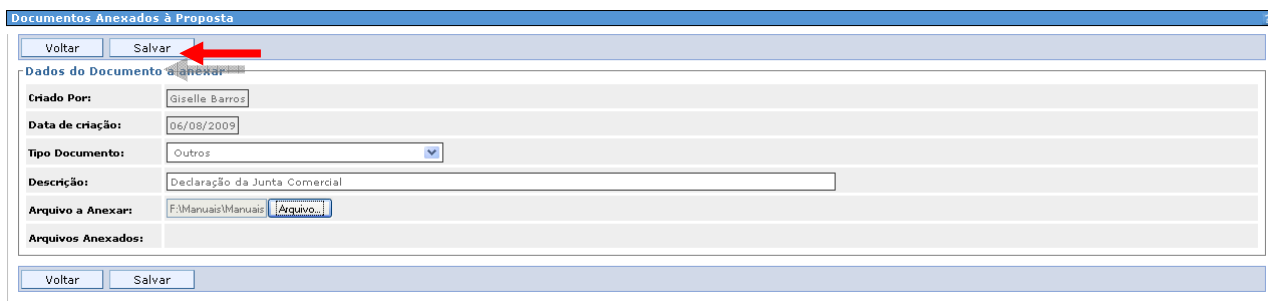 Documentos Anexados à Proposta ?
Voltar Salvar
Dados do Documento a anexar
Criado Por: Giselle Barros
Data de criação: 06/08/2009
Tipo Documento: Outros
Descrição: Declaração da Junta Comercial
Arquivo a Anexar: F:\Manuais\Manuais Arquivo...
Arquivos Anexados:
Voltar Salvar